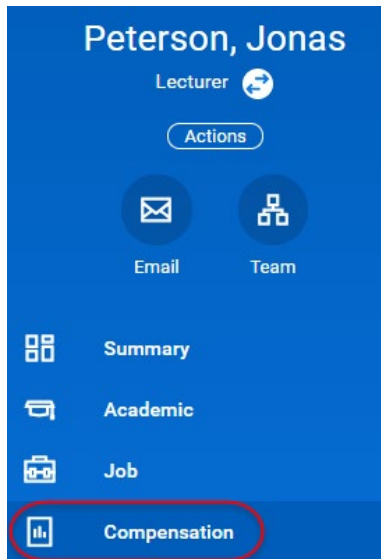 Peterson, Jonas
Lecturer
Actions
Email Team
Summary
Academic
Job
Compensation